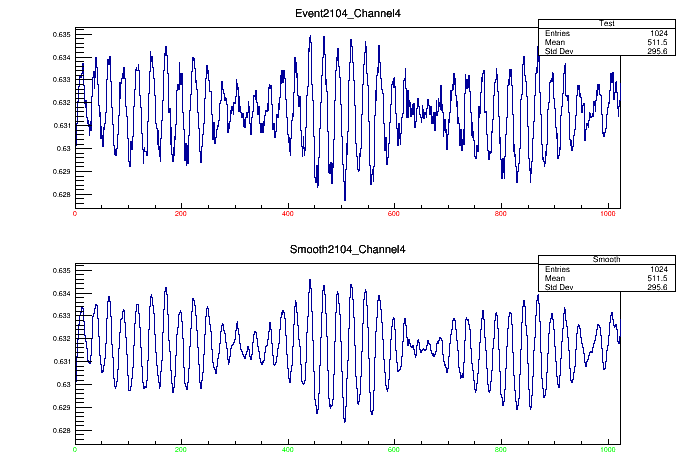 Event2104_Channel4
Test
Entries 1024
Mean 511.5
Std Dev 295.6
0.635
0.634
0.633
0.632
0.631
0.63
0.629
0.628
0 200 400 600 800 1000
Smooth2104_Channel4
Smooth
Entries 1024
Mean 511.5
Std Dev 295.6
0.635
0.634
0.633
0.632
0.631
0.63
0.629
0.628
0 200 400 600 800 1000